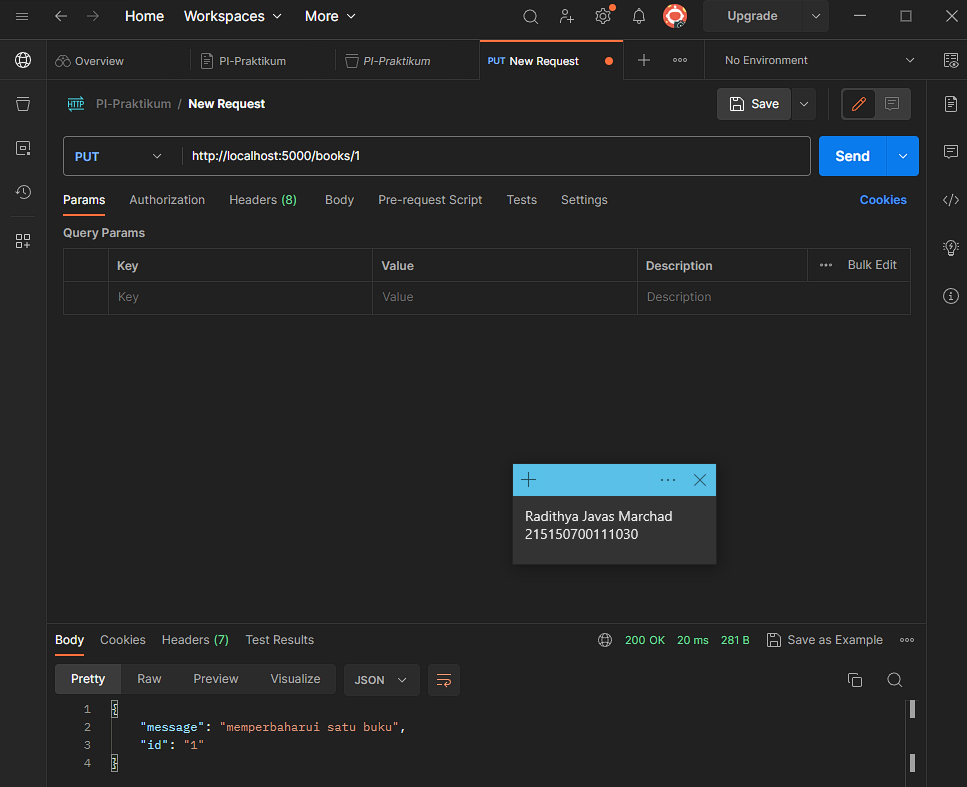 Home Workspaces More Upgrade
Overview PI-Praktikum PI-Praktikum PUT New Request No Environment
HTTP PI-Praktikum / New Request Save
PUT http://localhost:5000/books/1 Send
Params Authorization Headers (8) Body Pre-request Script Tests Settings Cookies
Query Params
Key Value Description Bulk Edit
Key Value Description
Radithya Javas Marchad
215150700111030
Body Cookies Headers (7) Test Results 200 OK 20 ms 281 B Save as Example
Pretty Raw Preview Visualize JSON
1 {
2 "message": "memperbaharui satu buku",
3 "id": "1"
4 }